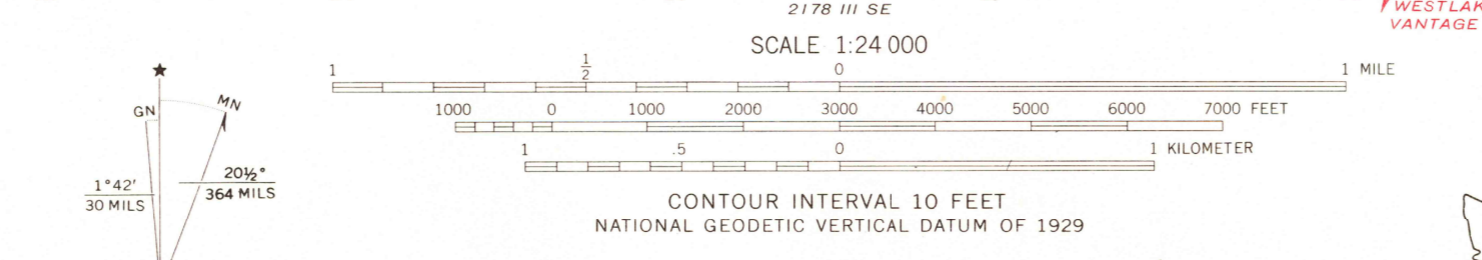 2178 III SE
WESTLAK
VANTAGE
SCALE 1:24 000
1 ½ 0 1 MILE
1000 0 1000 2000 3000 4000 5000 6000 7000 FEET
1 .5 0 1 KILOMETER
CONTOUR INTERVAL 10 FEET
NATIONAL GEODETIC VERTICAL DATUM OF 1929
★
GN
MN
1°42'
30 MILS
20½°
364 MILS